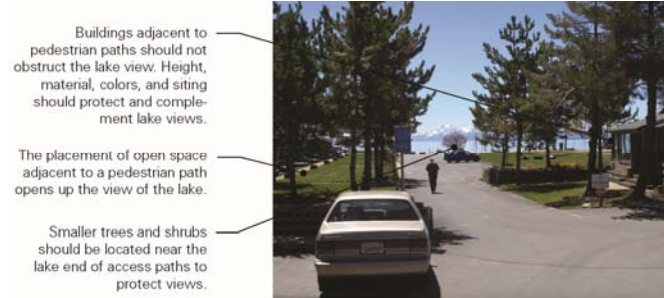 Buildings adjacent to
pedestrian paths should not
obstruct the lake view. Height,
material, colors, and siting
should protect and comple-
ment lake views.
The placement of open space
adjacent to a pedestrian path
opens up the view of the lake.
Smaller trees and shrubs
should be located near the
lake end of access paths to
protect views.